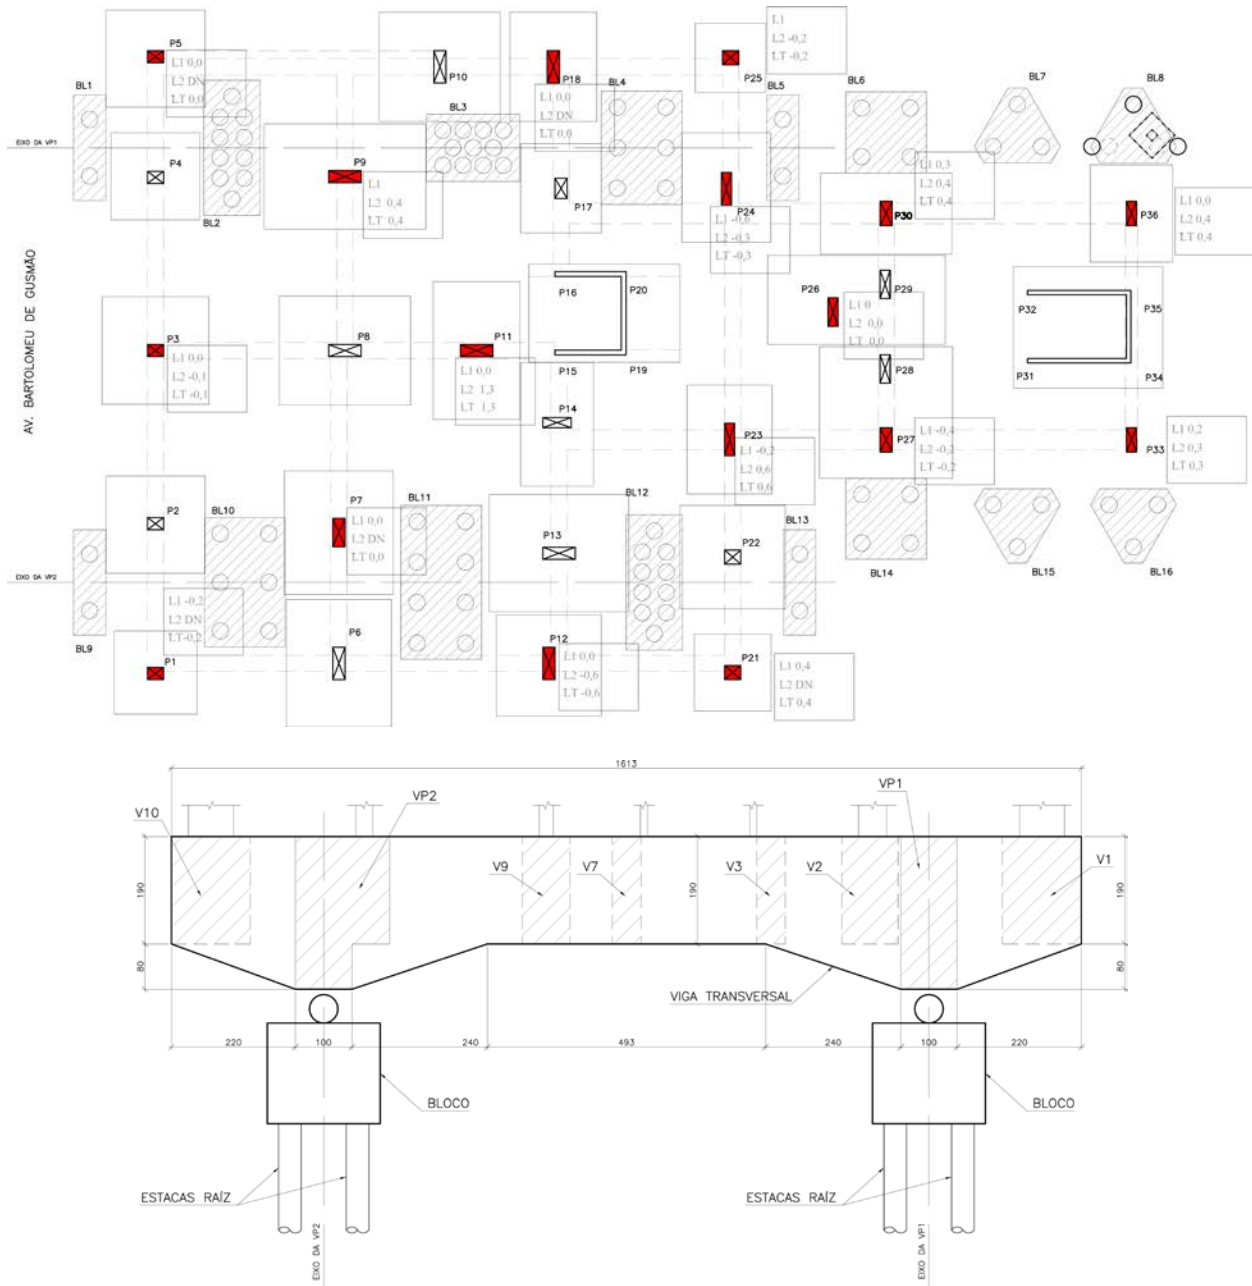 P5
L1 0,0
L2 DN
LT 0,0
P10
P18
L1 0,0
L2 DN
LT 0,0
P25
L1
L2 -0,2
LT -0,2
BL1
BL2
BL3
BL4
BL5
BL6
BL7
BL8
EIXO DA VP1
P4
P9
L1
L2 0,4
LT 0,4
P17
P24
L1 -0,6
L2 -0,3
LT -0,3
P30
L1 0,3
L2 0,4
LT 0,4
P36
L1 0,0
L2 0,4
LT 0,4
AV. BARTOLOMEU DE GUSMÃO
P3
L1 0,0
L2 -0,1
LT -0,1
P8
P11
L1 0,0
L2 1,3
LT 1,3
P16
P20
P15
P19
P14
P26
P29
L1 0
L2 0,0
LT 0,0
P28
P32
P35
P31
P34
P23
L1 -0,2
L2 0,6
LT 0,6
P27
L1 -0,4
L2 -0,2
LT -0,2
P33
L1 0,2
L2 0,3
LT 0,3
P2
BL10
P7
L1 0,0
L2 DN
LT 0,0
BL11
P13
BL12
P22
BL13
BL14
BL15
BL16
EIXO DA VP2
BL9
L1 -0,2
L2 DN
LT -0,2
P1
P6
P12
L1 0,0
L2 -0,6
LT -0,6
P21
L1 0,4
L2 DN
LT 0,4
1613
V10
VP2
V9
V7
V3
V2
VP1
V1
190
190
190
80
80
VIGA TRANSVERSAL
220
100
240
493
240
100
220
BLOCO
BLOCO
ESTACAS RAÍZ
ESTACAS RAÍZ
EIXO DA VP2
EIXO DA VP1